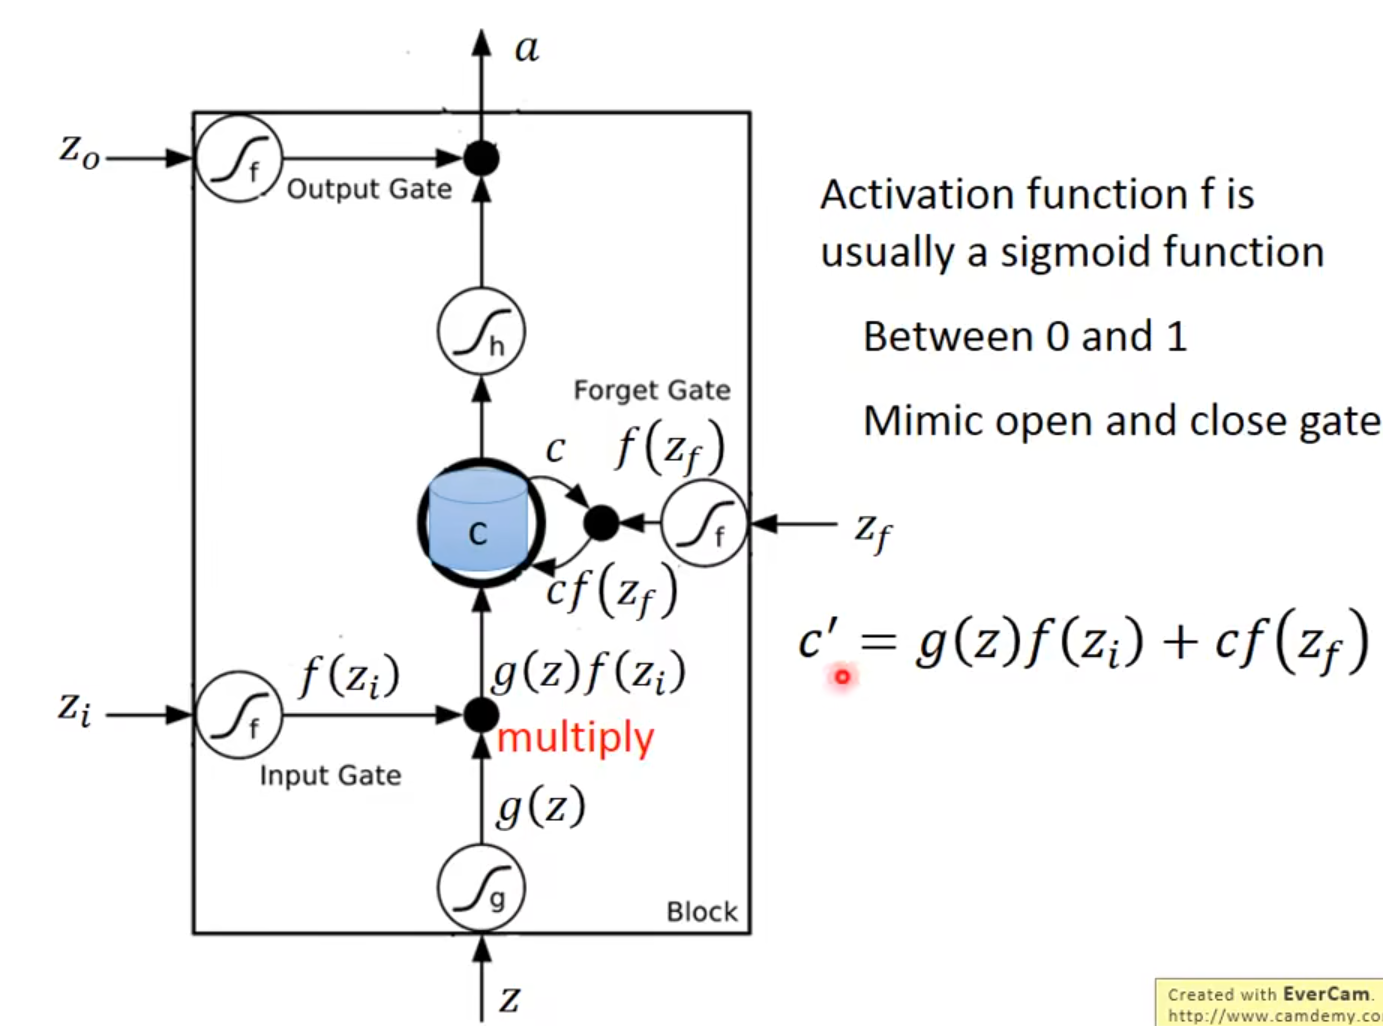 a
z_o
f
Output Gate
Activation function f is
usually a sigmoid function
h
Between 0 and 1
Forget Gate
Mimic open and close gate
c f(z_f)
c
f
z_f
cf(z_f)
c′ = g(z)f(z_i) + cf(z_f)
f(z_i)
g(z)f(z_i)
z_i
f
multiply
Input Gate
g(z)
g
Block
z
Created with EverCam.
http://www.camdemy.co